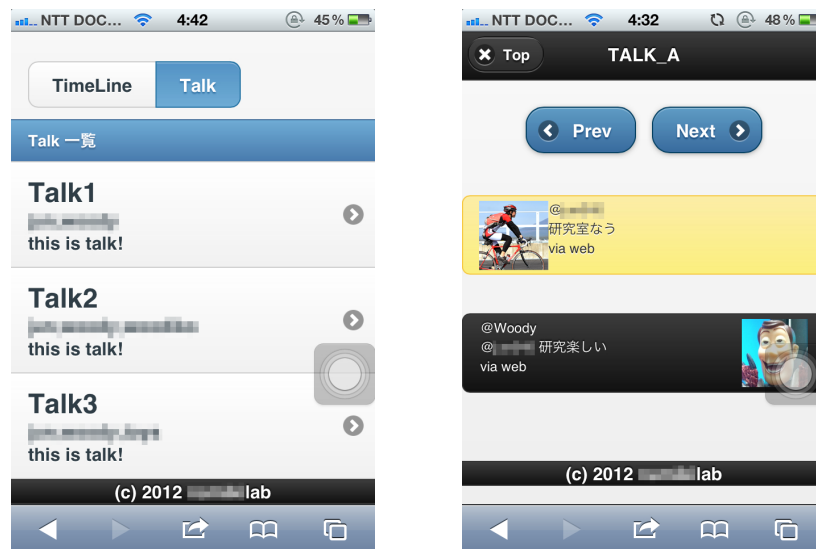 NTT DOC... 4:42 45%
TimeLine Talk
Talk 一覧
Talk1
this is talk!
Talk2
this is talk!
Talk3
this is talk!
(c) 2012 lab
NTT DOC... 4:32 48%
Top TALK_A
Prev Next
@
研究室なう
via web
@Woody
@ 研究楽しい
via web
(c) 2012 lab